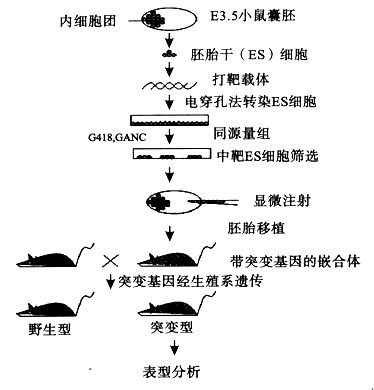 内细胞团
E3.5小鼠囊胚
胚胎干（ES）细胞
打靶载体
电穿孔法转染ES细胞
G418,GANC
同源量组
中靶ES细胞筛选
显微注射
胚胎移植
带突变基因的嵌合体
突变基因经生殖系遗传
野生型
突变型
表型分析